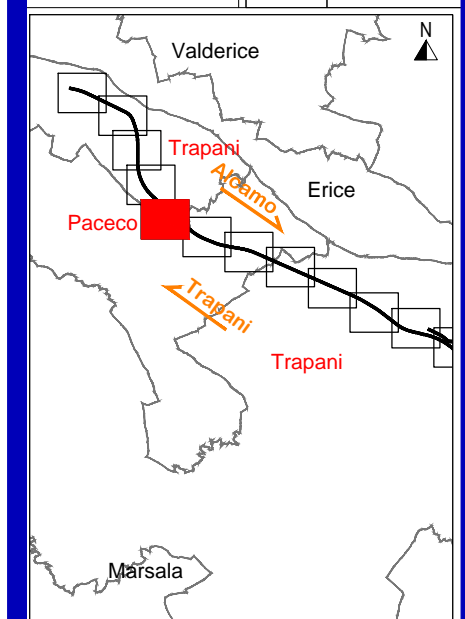 N
Valderice
Trapani
Alcamo
Erice
Paceco
Trapani
Trapani
Marsala